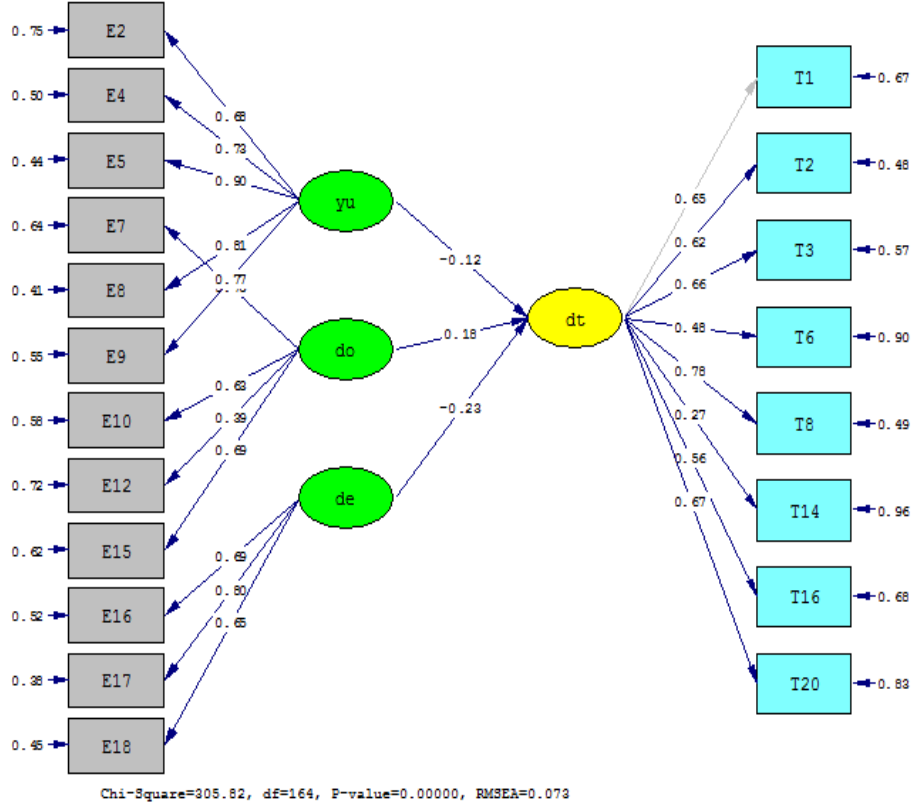 0.75 E2
0.50 E4
0.44 E5
0.64 E7
0.41 E8
0.55 E9
0.58 E10
0.72 E12
0.62 E15
0.52 E16
0.38 E17
0.45 E18
0.68
0.73
0.90
0.81
0.77
0.63
0.39
0.69
0.69
0.80
0.65
yu
do
de
-0.12
0.18
-0.23
dt
0.65
0.62
0.66
0.48
0.78
0.27
0.56
0.67
T1 0.67
T2 0.48
T3 0.57
T6 0.90
T8 0.49
T14 0.96
T16 0.68
T20 0.83
Chi-Square=305.82, df=164, P-value=0.00000, RMSEA=0.073